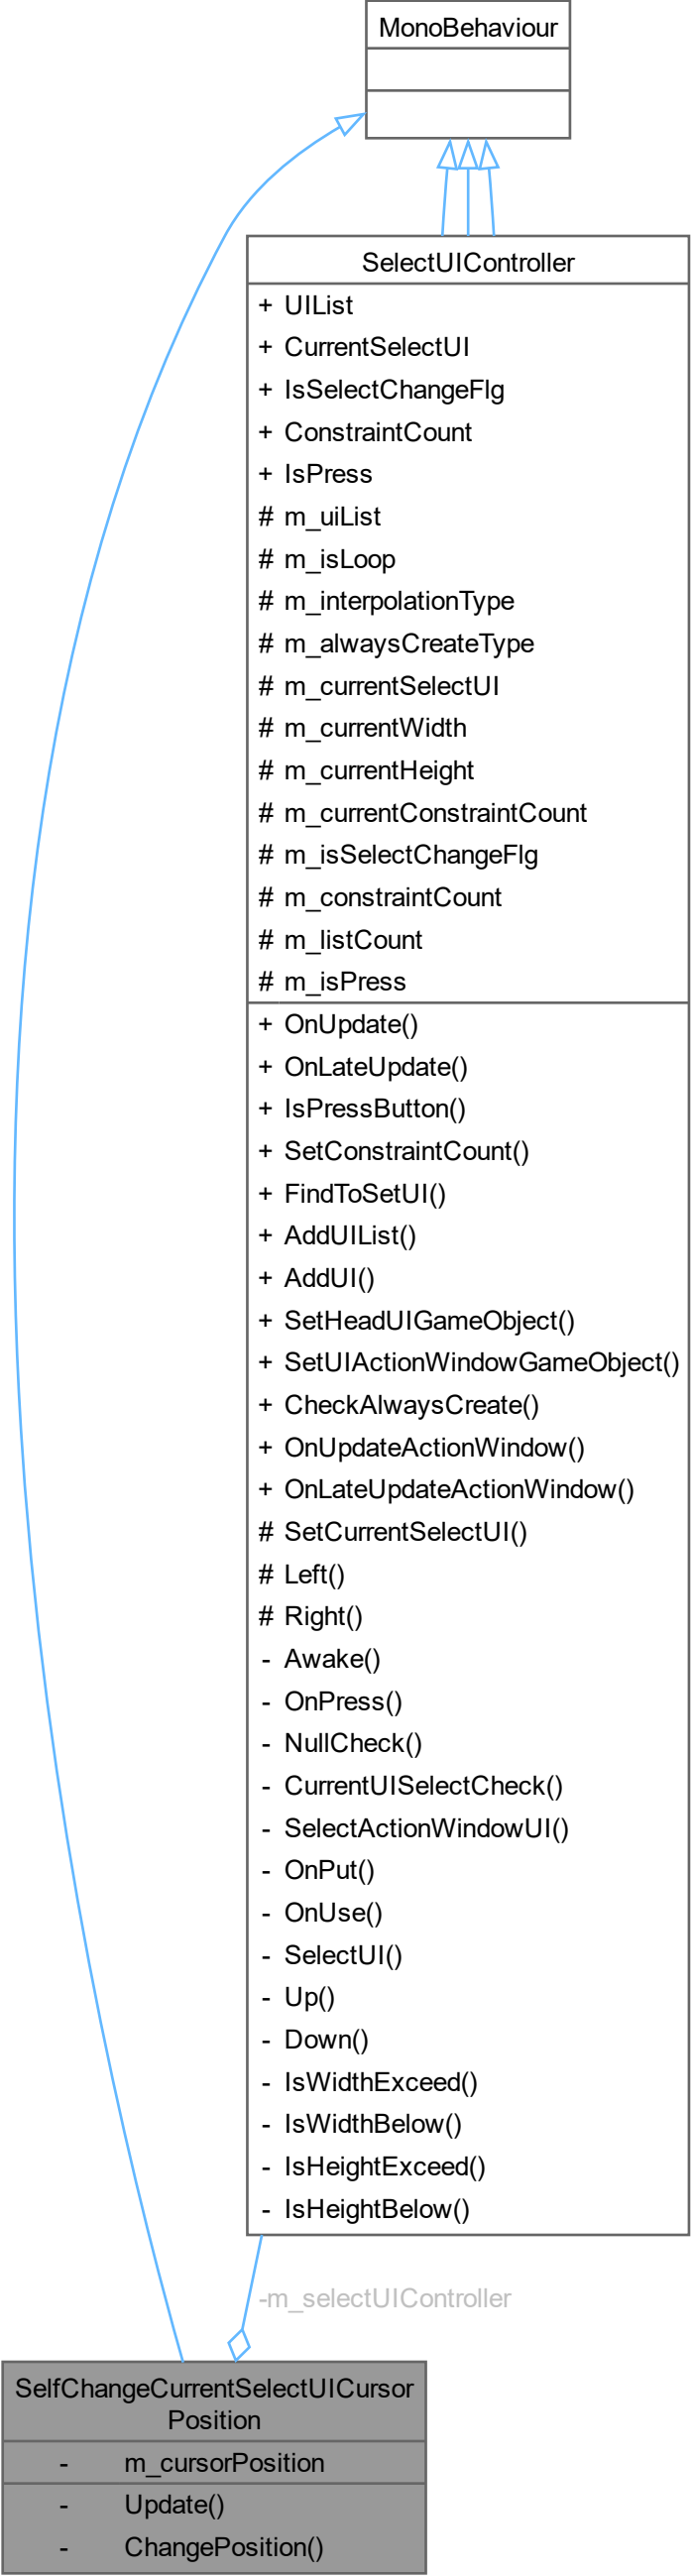 MonoBehaviour
SelectUIController
+ UIList
+ CurrentSelectUI
+ IsSelectChangeFlg
+ ConstraintCount
+ IsPress
# m_uiList
# m_isLoop
# m_interpolationType
# m_alwaysCreateType
# m_currentSelectUI
# m_currentWidth
# m_currentHeight
# m_currentConstraintCount
# m_isSelectChangeFlg
# m_constraintCount
# m_listCount
# m_isPress
+ OnUpdate()
+ OnLateUpdate()
+ IsPressButton()
+ SetConstraintCount()
+ FindToSetUI()
+ AddUIList()
+ AddUI()
+ SetHeadUIGameObject()
+ SetUIActionWindowGameObject()
+ CheckAlwaysCreate()
+ OnUpdateActionWindow()
+ OnLateUpdateActionWindow()
# SetCurrentSelectUI()
# Left()
# Right()
- Awake()
- OnPress()
- NullCheck()
- CurrentUISelectCheck()
- SelectActionWindowUI()
- OnPut()
- OnUse()
- SelectUI()
- Up()
- Down()
- IsWidthExceed()
- IsWidthBelow()
- IsHeightExceed()
- IsHeightBelow()
-m_selectUIController
SelfChangeCurrentSelectUICursor
Position
- m_cursorPosition
- Update()
- ChangePosition()